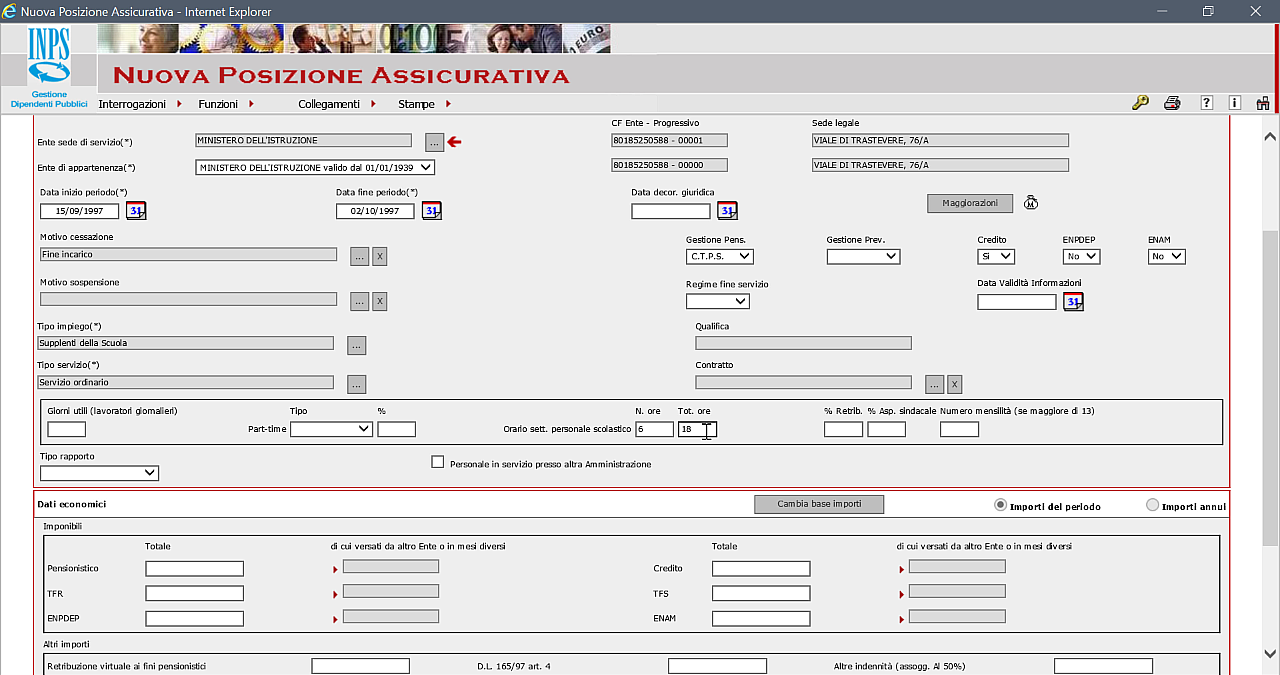 Nuova Posizione Assicurativa - Internet Explorer
INPS
Gestione
Dipendenti Pubblici
EURO
NUOVA POSIZIONE ASSICURATIVA
Interrogazioni Funzioni Collegamenti Stampe
CF Ente - Progressivo Sede legale
Ente sede di servizio(*) MINISTERO DELL'ISTRUZIONE ... 80185250588 - 00001 VIALE DI TRASTEVERE, 76/A
Ente di appartenenza(*) MINISTERO DELL'ISTRUZIONE valido dal 01/01/1939 80185250588 - 00000 VIALE DI TRASTEVERE, 76/A
Data inizio periodo(*) Data fine periodo(*) Data decor. giuridica
15/09/1997 31 02/10/1997 31 31 Maggiorazioni M
Motivo cessazione Gestione Pens. Gestione Prev. Credito ENPDEP ENAM
Fine incarico ... X C.T.P.S. Si No No
Motivo sospensione Regime fine servizio Data Validità Informazioni
... X 31
Tipo impiego(*) Qualifica
Supplenti della Scuola ...
Tipo servizio(*) Contratto
Servizio ordinario ... ... X
Giorni utili (lavoratori giornalieri) Tipo % N. ore Tot. ore % Retrib. % Asp. sindacale Numero mensilità (se maggiore di 13)
Part-time Orario sett. personale scolastico 6 18
Tipo rapporto
Personale in servizio presso altra Amministrazione
Dati economici Cambia base importi Importi del periodo Importi annui
Imponibili
Totale di cui versati da altro Ente o in mesi diversi Totale di cui versati da altro Ente o in mesi diversi
Pensionistico Credito
TFR TFS
ENPDEP ENAM
Altri importi
Retribuzione virtuale ai fini pensionistici D.L. 165/97 art. 4 Altre indennità (assogg. Al 50%)